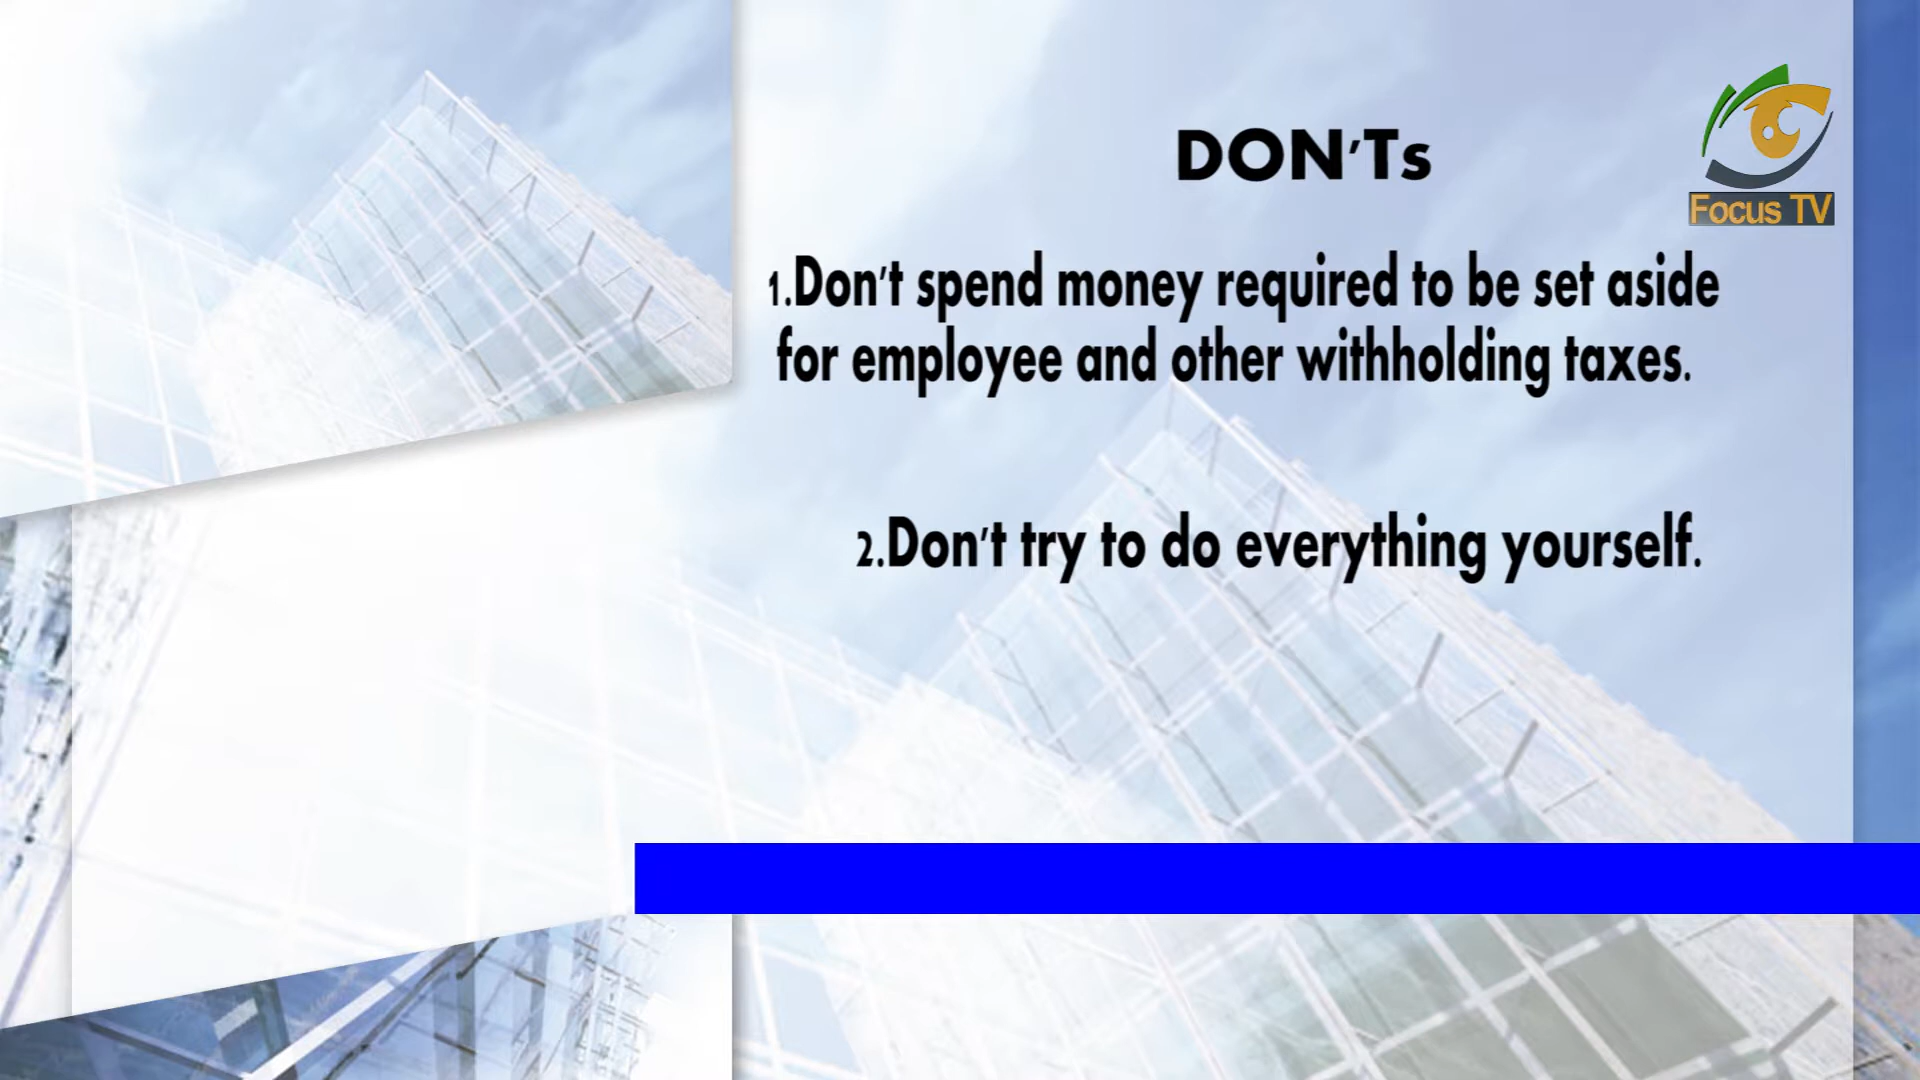 DON'Ts
Focus TV
1.Don't spend money required to be set aside
for employee and other withholding taxes.
2.Don't try to do everything yourself.